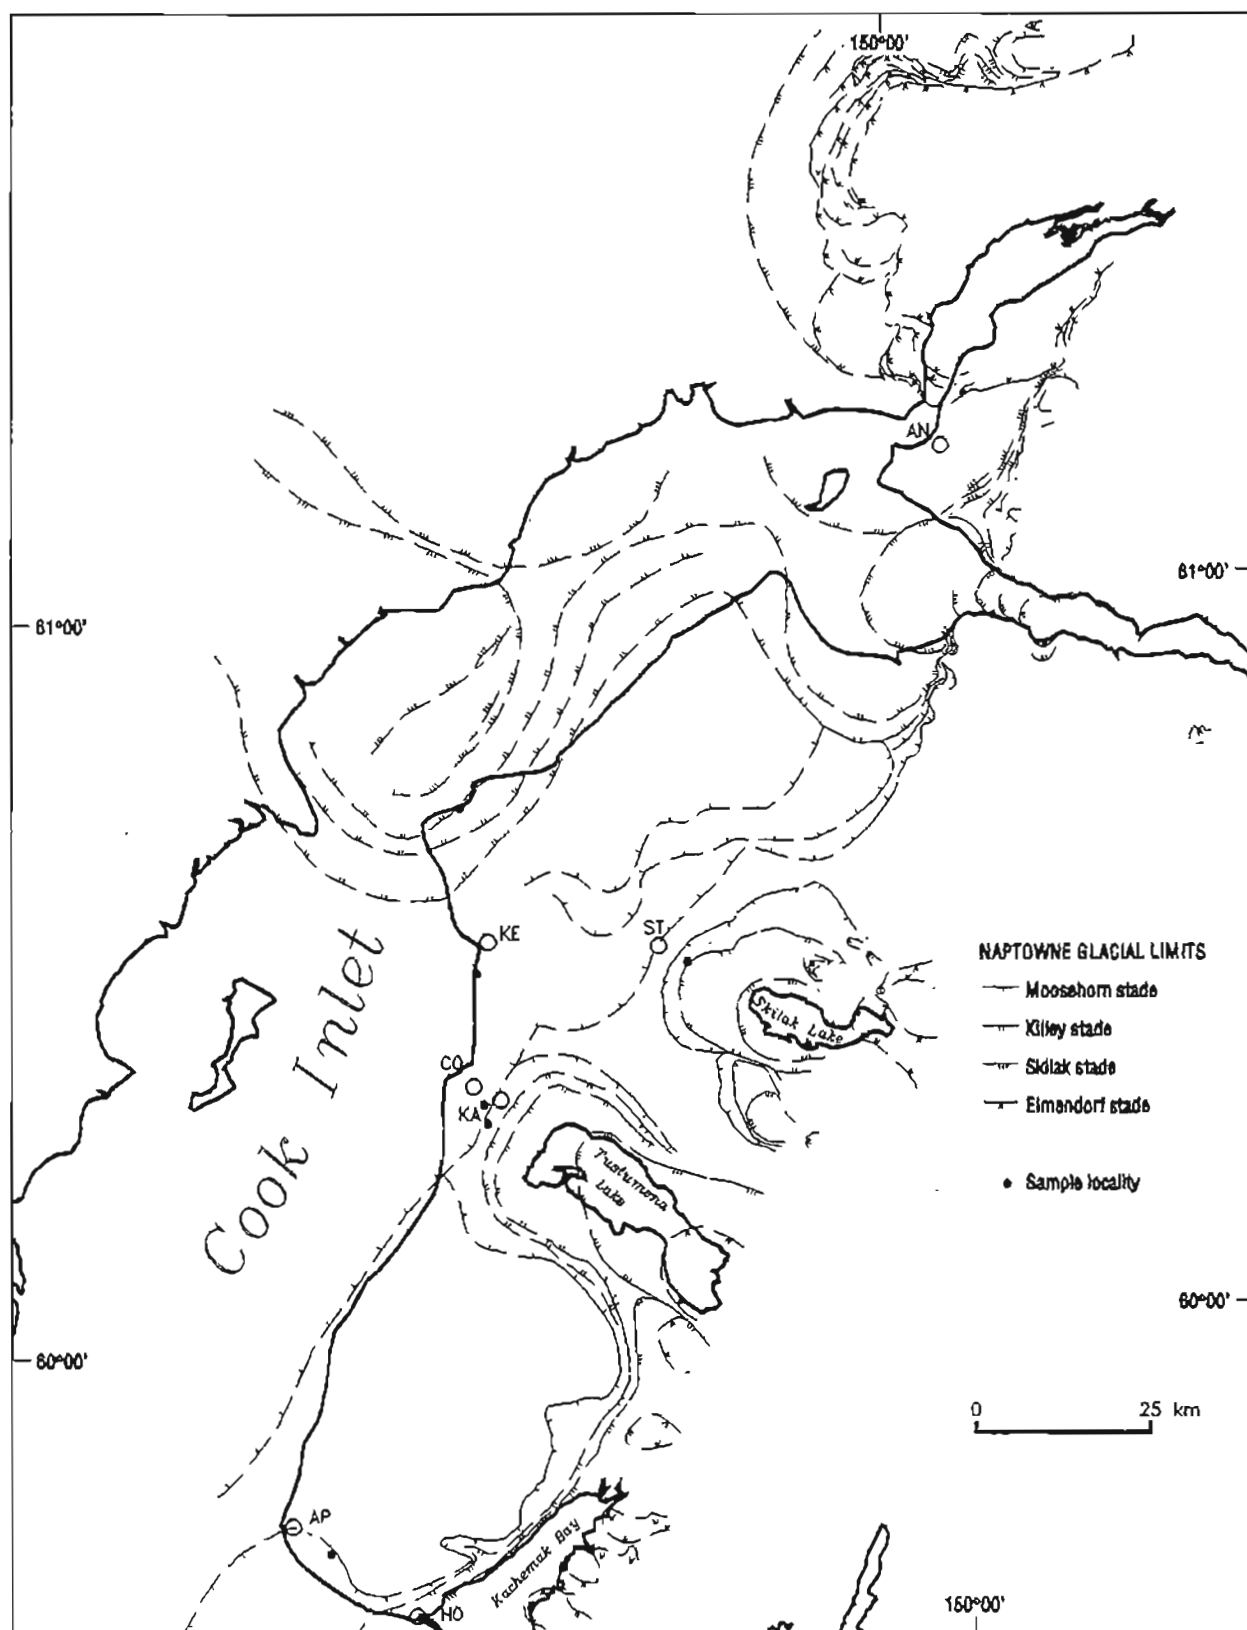 150°00'
A
AN
61°00'
61°00'
KE
ST
NAPTOWNE GLACIAL LIMITS
Moosehorn stade
Killey stade
Skilak stade
Elmendorf stade
Sample locality
Skilak Lake
Cook Inlet
CO
KA
Tustumena
Lake
60°00'
60°00'
0 25 km
AP
Kachemak Bay
HO
150°00'